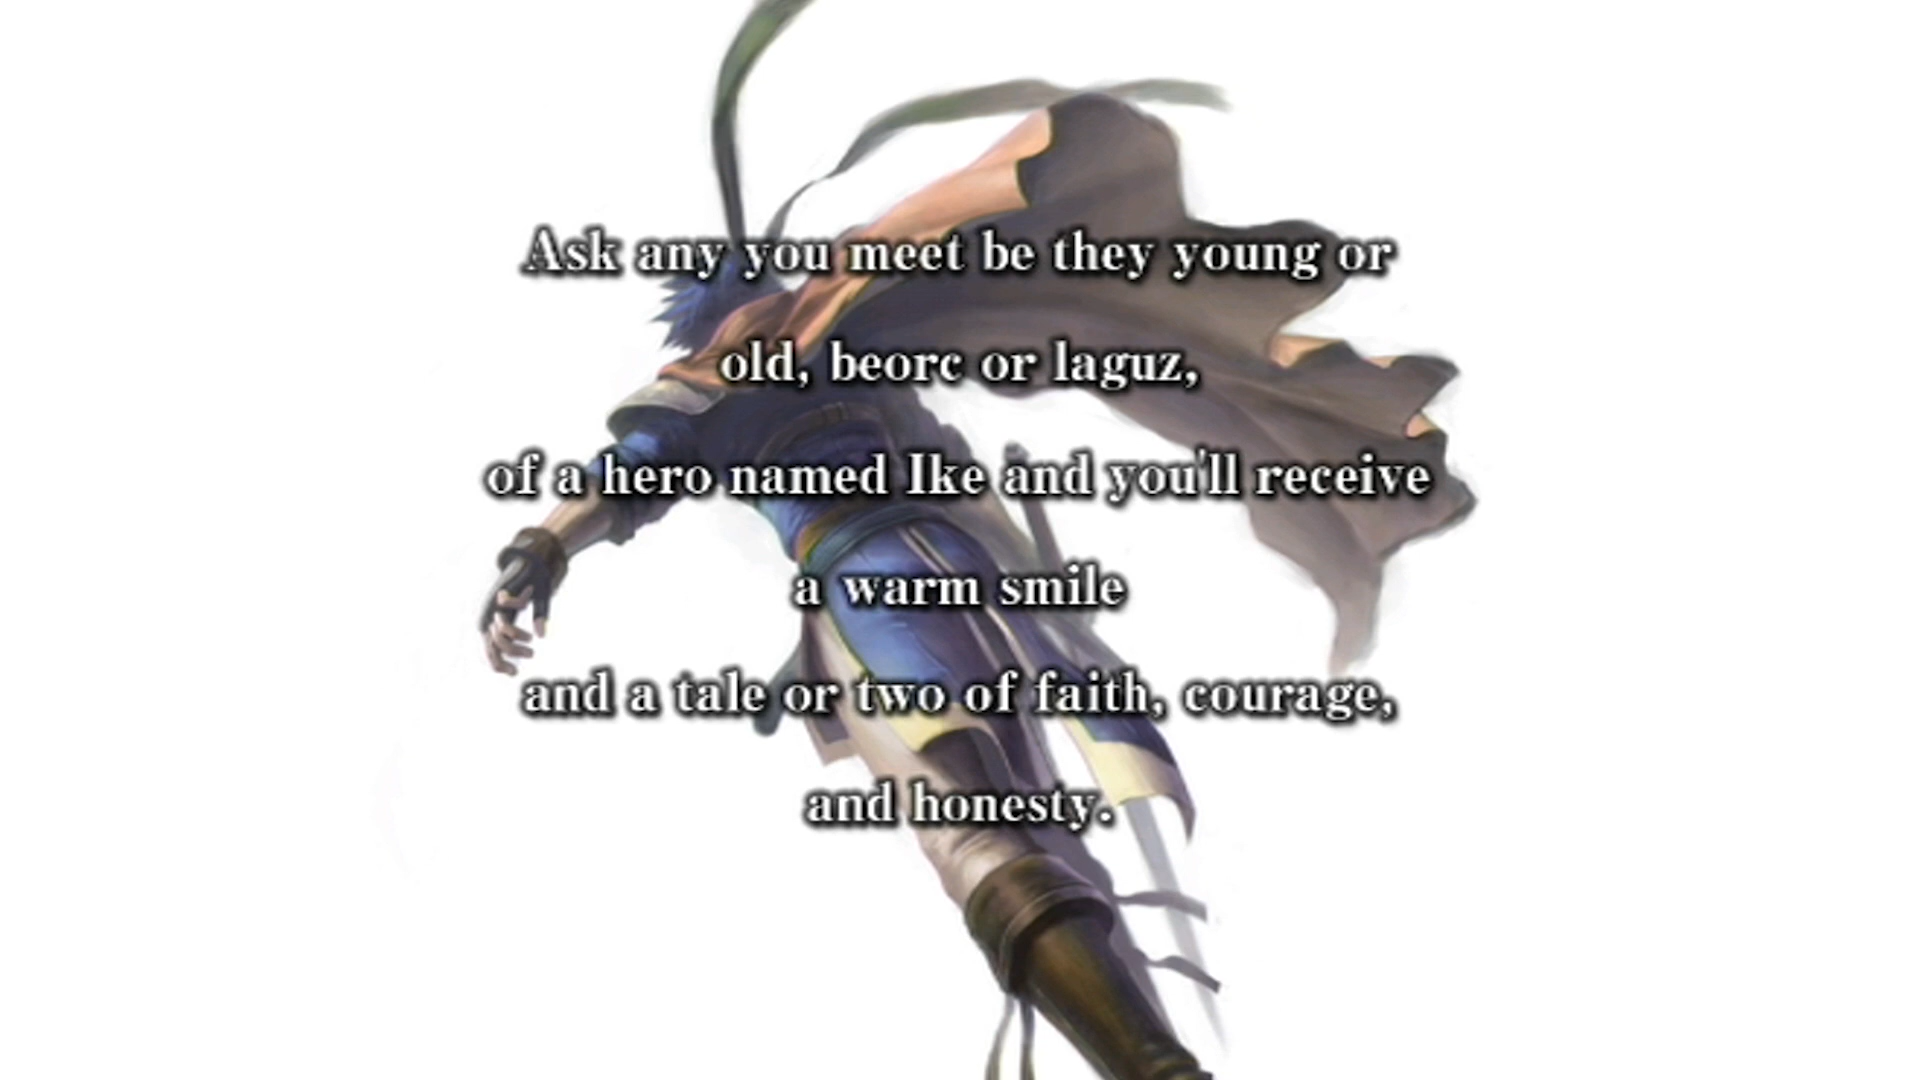 Ask any you meet be they young or
old, beorc or laguz,
of a hero named Ike and you'll receive
a warm smile
and a tale or two of faith, courage,
and honesty.